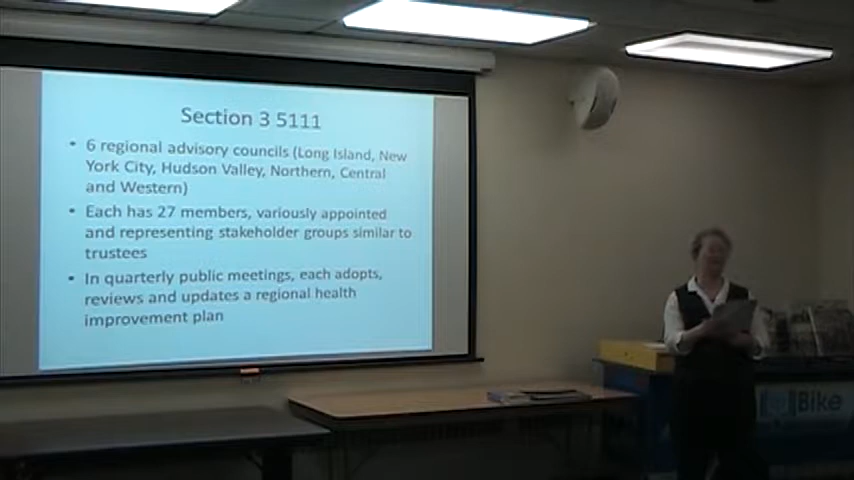 Section 3 5111
• 6 regional advisory councils (Long Island, New
York City, Hudson Valley, Northern, Central
and Western)
• Each has 27 members, variously appointed
and representing stakeholder groups similar to
trustees
• In quarterly public meetings, each adopts,
reviews and updates a regional health
improvement plan
Bike